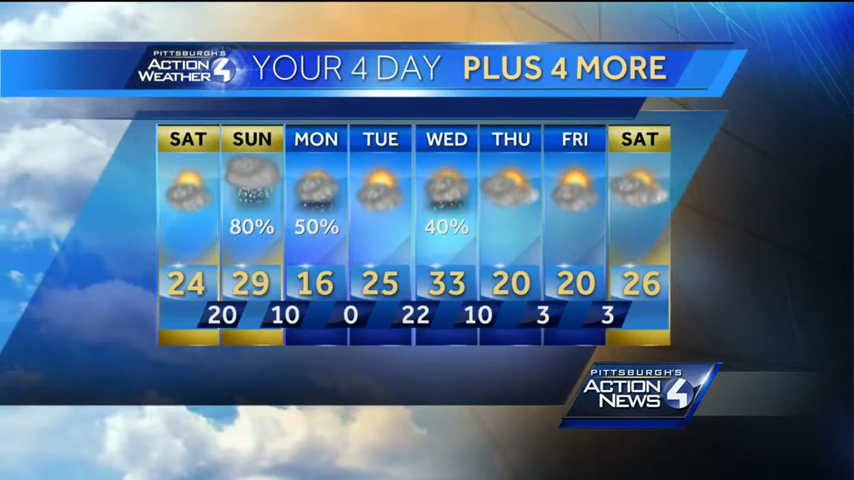 PITTSBURGH'S
ACTION
WEATHER 4
YOUR 4 DAY PLUS 4 MORE
SAT SUN MON TUE WED THU FRI SAT
80% 50% 40%
24 29 16 25 33 20 20 26
20 10 0 22 10 3 3
PITTSBURGH'S
ACTION
NEWS 4